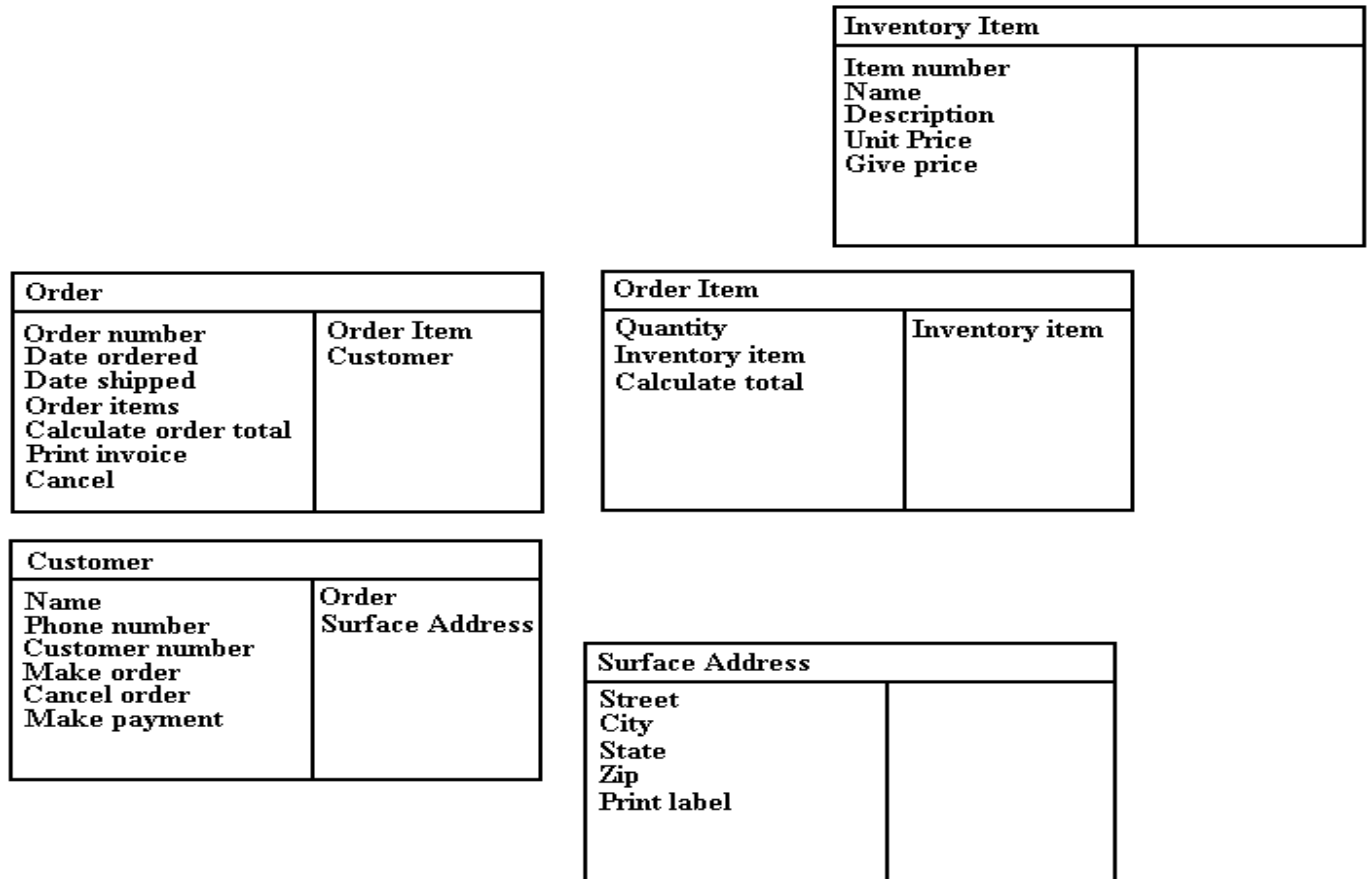 Inventory Item
Item number
Name
Description
Unit Price
Give price
Order
Order number
Date ordered
Date shipped
Order items
Calculate order total
Print invoice
Cancel
Order Item
Customer
Order Item
Quantity
Inventory item
Calculate total
Inventory item
Customer
Name
Phone number
Customer number
Make order
Cancel order
Make payment
Order
Surface Address
Surface Address
Street
City
State
Zip
Print label